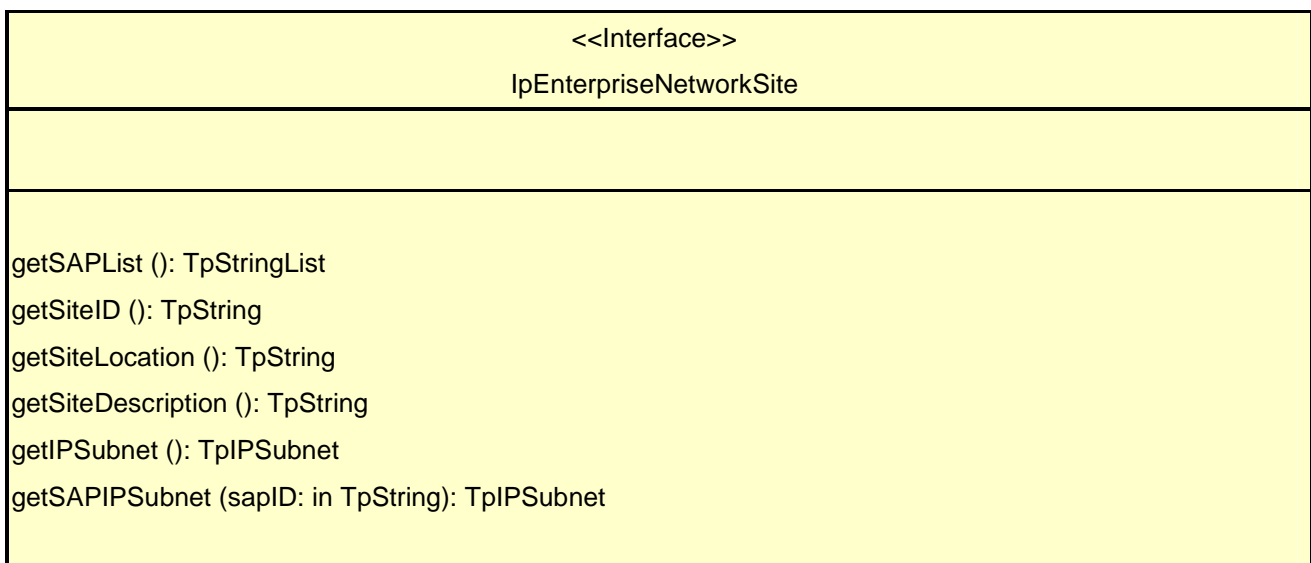 <<Interface>>
IpEnterpriseNetworkSite
getSAPList (): TpStringList
getSiteID (): TpString
getSiteLocation (): TpString
getSiteDescription (): TpString
getIPSubnet (): TpIPSubnet
getSAPIPSubnet (sapID: in TpString): TpIPSubnet